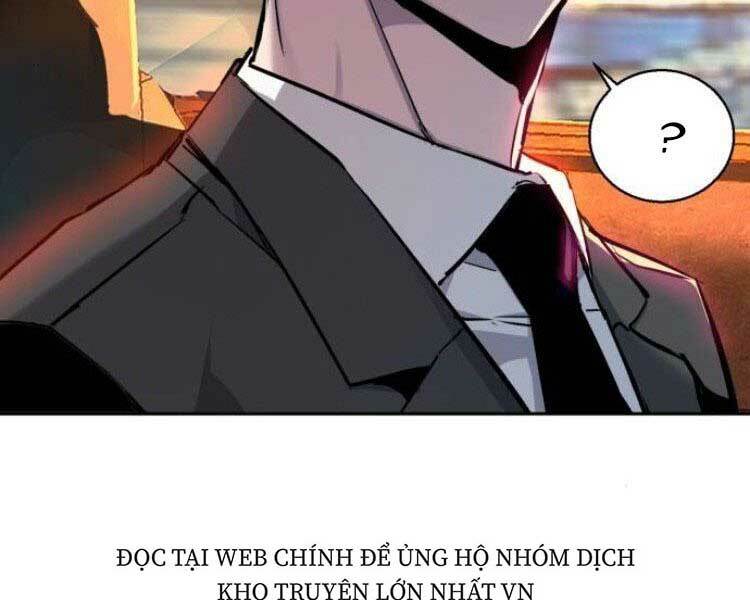 ?
ĐỌC TẠI WEB CHÍNH ĐỂ ỦNG HỘ NHÓM DỊCH
KHO TRUYỆN LỚN NHẤT VN